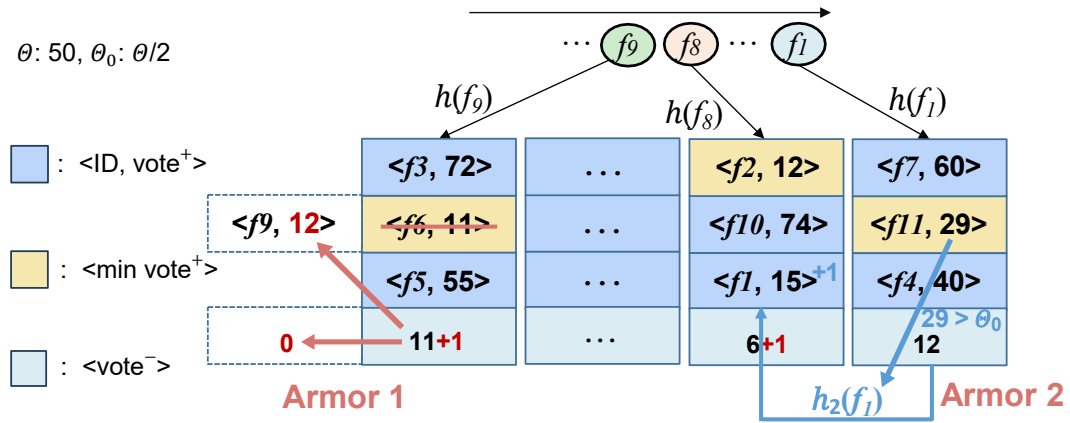 Θ: 50, Θ₀: Θ/2
··· f9 f8 ··· f1
h(f₉) h(f₈) h(f₁)
: <ID, vote⁺>
: <min vote⁺>
: <vote⁻>
<f3, 72> ... <f2, 12> <f7, 60>
<f9, 12> <f6, 11> ... <f10, 74> <f11, 29>
<f5, 55> ... <f1, 15>+1 <f4, 40>
29 > Θ₀
0 11+1 ... 6+1 12
Armor 1 h₂(f₁) Armor 2